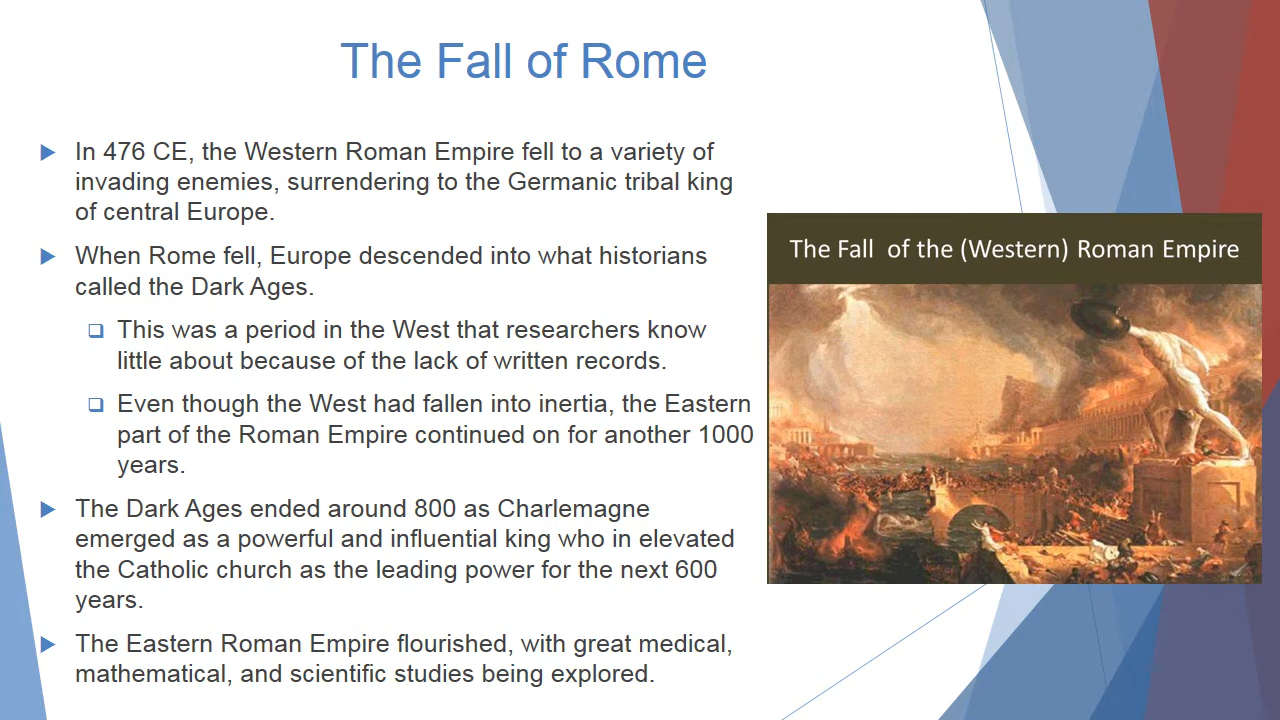 The Fall of Rome
In 476 CE, the Western Roman Empire fell to a variety of
invading enemies, surrendering to the Germanic tribal king
of central Europe.
When Rome fell, Europe descended into what historians
called the Dark Ages.
This was a period in the West that researchers know
little about because of the lack of written records.
Even though the West had fallen into inertia, the Eastern
part of the Roman Empire continued on for another 1000
years.
The Dark Ages ended around 800 as Charlemagne
emerged as a powerful and influential king who in elevated
the Catholic church as the leading power for the next 600
years.
The Eastern Roman Empire flourished, with great medical,
mathematical, and scientific studies being explored.
The Fall of the (Western) Roman Empire